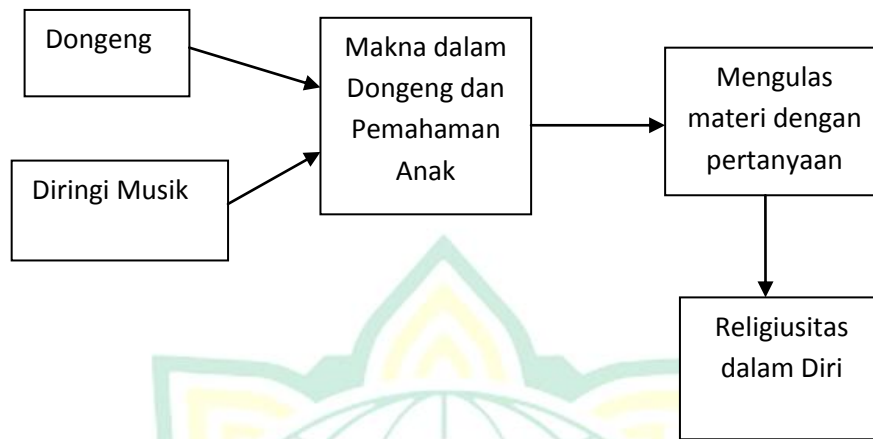 Dongeng
Diringi Musik
Makna dalam
Dongeng dan
Pemahaman
Anak
Mengulas
materi dengan
pertanyaan
Religiusitas
dalam Diri